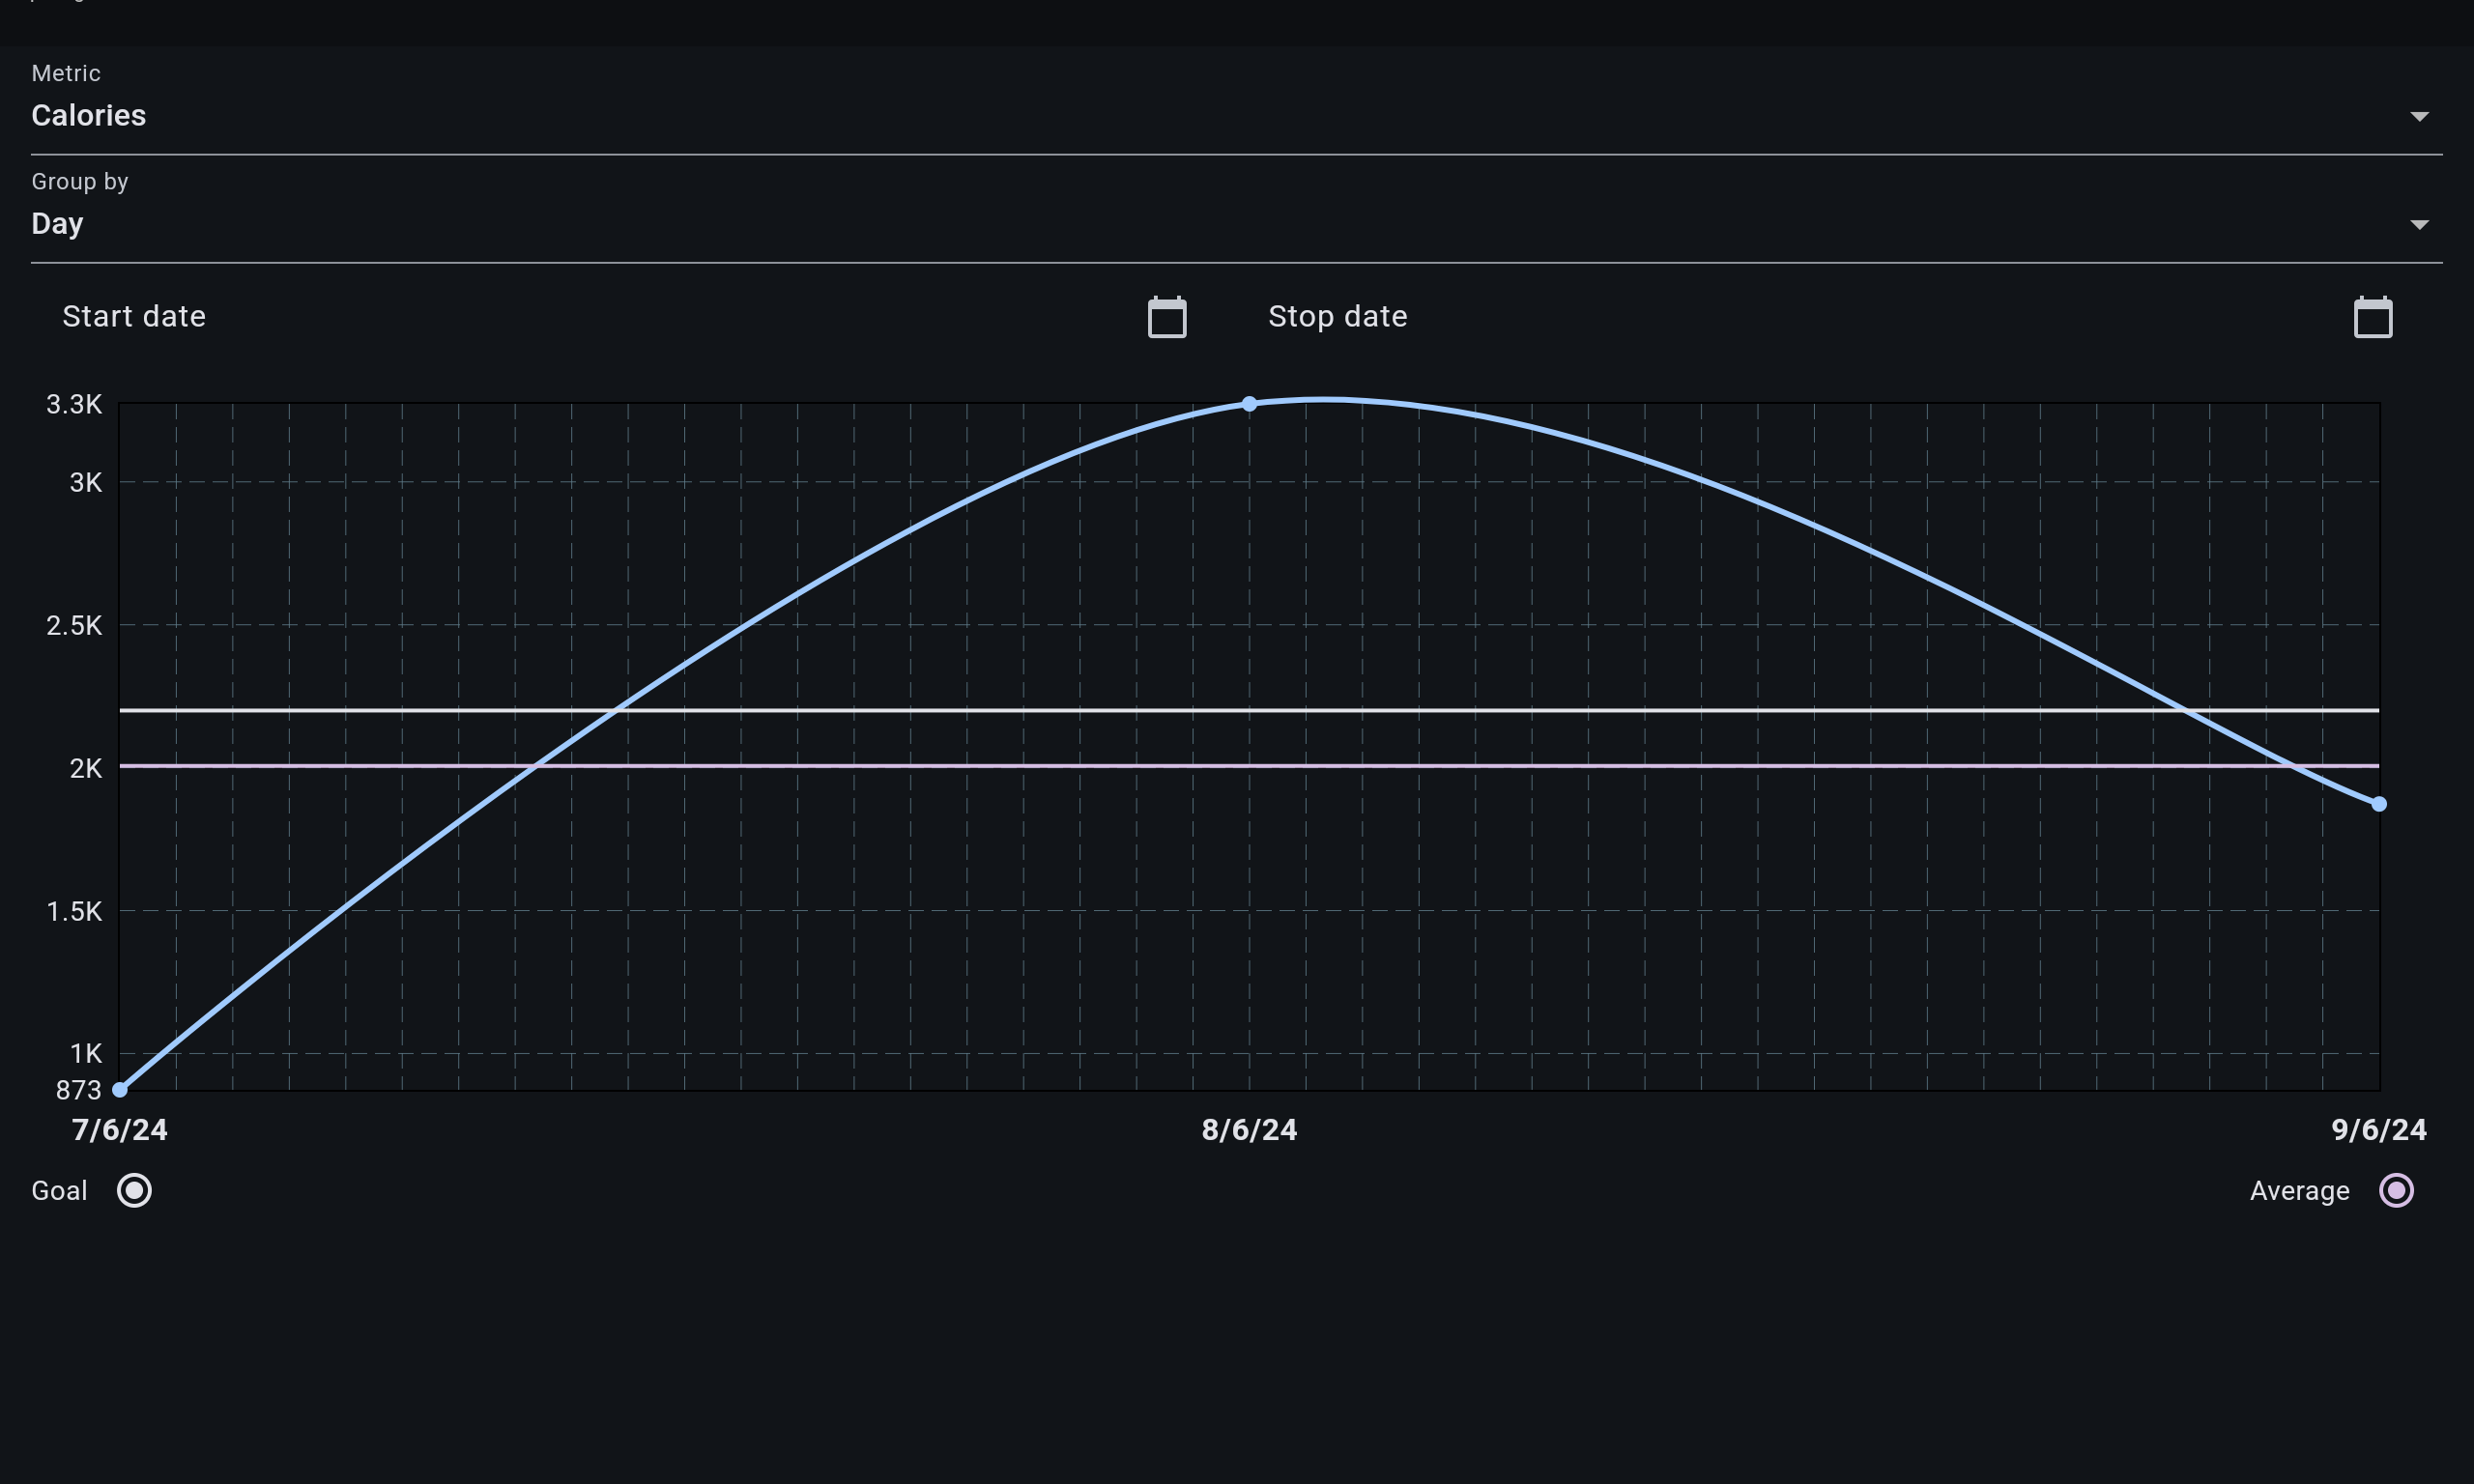 Metric
Calories
Group by
Day
Start date
Stop date
3.3K
3K
2.5K
2K
1.5K
1K
873
7/6/24
8/6/24
9/6/24
Goal
Average